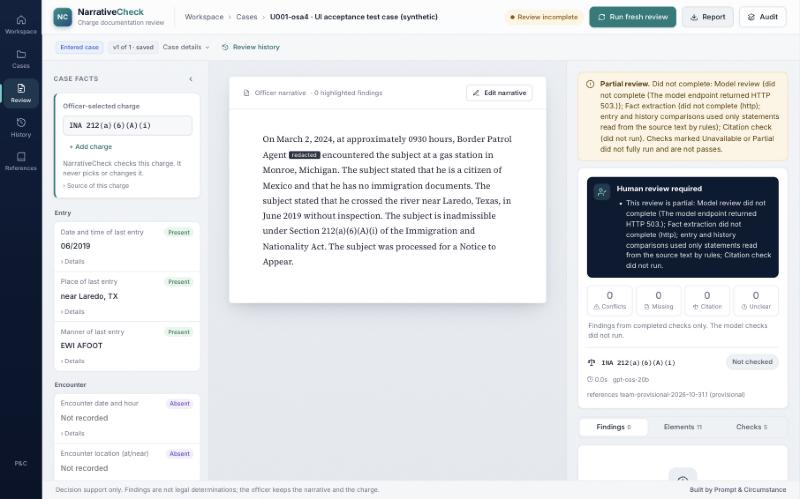 NC
NarrativeCheck
Charge documentation review
Workspace › Cases › U001-osa4 · UI acceptance test case (synthetic)
Review incomplete
Run fresh review
Report
Audit
Workspace
Cases
Review
History
References
P&C
Entered case
v1 of 1 · saved
Case details
Review history
CASE FACTS
Officer-selected charge
INA 212(a)(6)(A)(i)
+ Add charge
NarrativeCheck checks this charge. It
never picks or changes it.
› Source of this charge
Entry
Date and time of last entry
Present
06/2019
› Details
Place of last entry
Present
near Laredo, TX
› Details
Manner of last entry
Present
EWI AFOOT
› Details
Encounter
Encounter date and hour
Absent
Not recorded
› Details
Encounter location (at/near)
Absent
Not recorded
Officer narrative · 0 highlighted findings
Edit narrative
On March 2, 2024, at approximately 0930 hours, Border Patrol
Agent redacted encountered the subject at a gas station in
Monroe, Michigan. The subject stated that he is a citizen of
Mexico and that he has no immigration documents. The
subject stated that he crossed the river near Laredo, Texas, in
June 2019 without inspection. The subject is inadmissible
under Section 212(a)(6)(A)(i) of the Immigration and
Nationality Act. The subject was processed for a Notice to
Appear.
Partial review. Did not complete: Model review (did
not complete (The model endpoint returned HTTP
503.)); Fact extraction (did not complete (http);
entry and history comparisons used only statements
read from the source text by rules); Citation check
(did not run). Checks marked Unavailable or Partial
did not fully run and are not passes.
Human review required
• This review is partial: Model review did not
complete (The model endpoint returned
HTTP 503.); Fact extraction did not
complete (http); entry and history
comparisons used only statements read
from the source text by rules; Citation check
did not run.
0
Conflicts
0
Missing
0
Citation
0
Unclear
Findings from completed checks only. The model checks
did not run.
INA 212(a)(6)(A)(i)
Not checked
0.0s gpt-oss-20b
references team-provisional-2026-10-31.1 (provisional)
Findings 0
Elements 11
Checks 5
Decision support only. Findings are not legal determinations; the officer keeps the narrative and the charge.
Built by Prompt & Circumstance